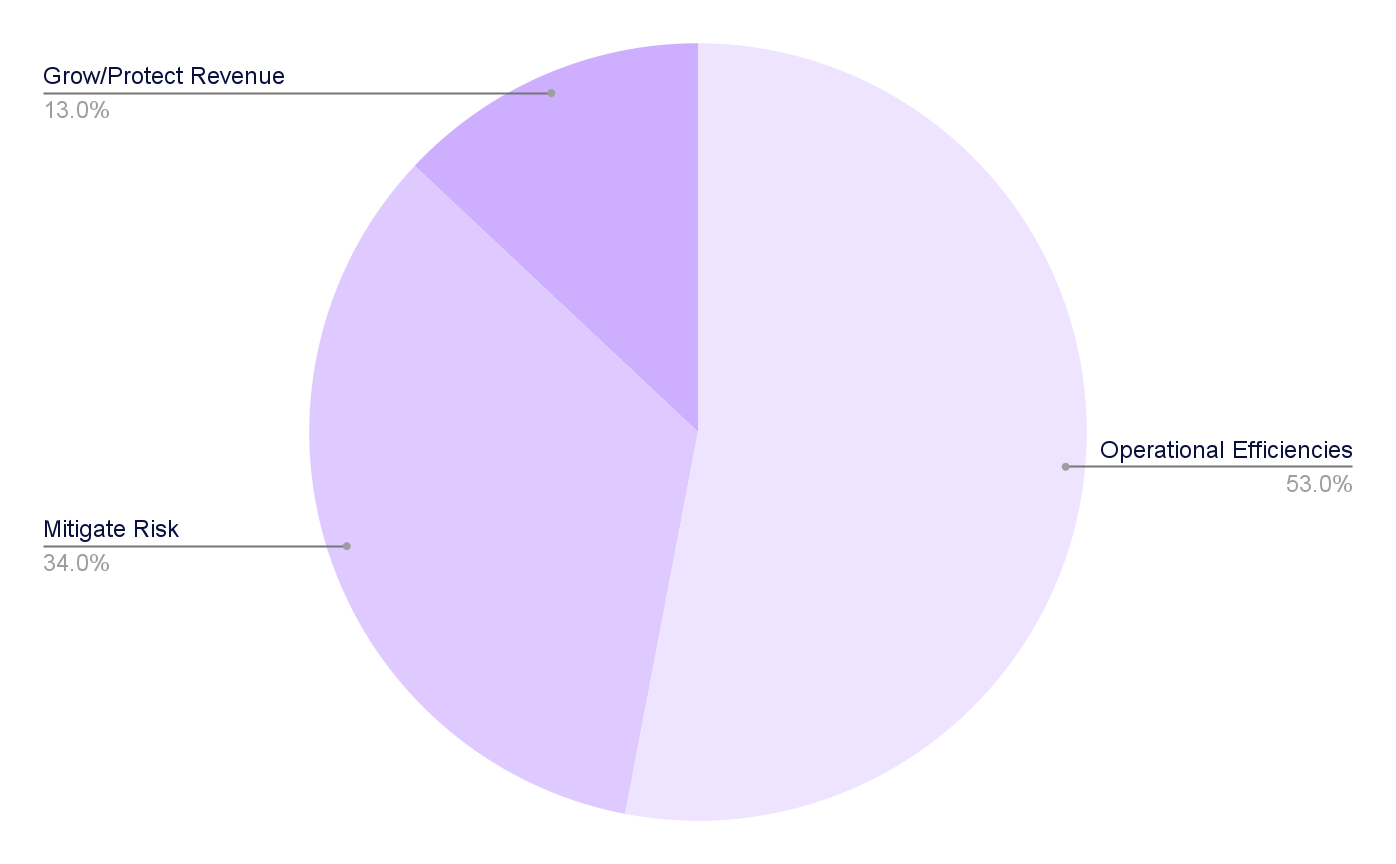 Grow/Protect Revenue
13.0%
Operational Efficiencies
53.0%
Mitigate Risk
34.0%